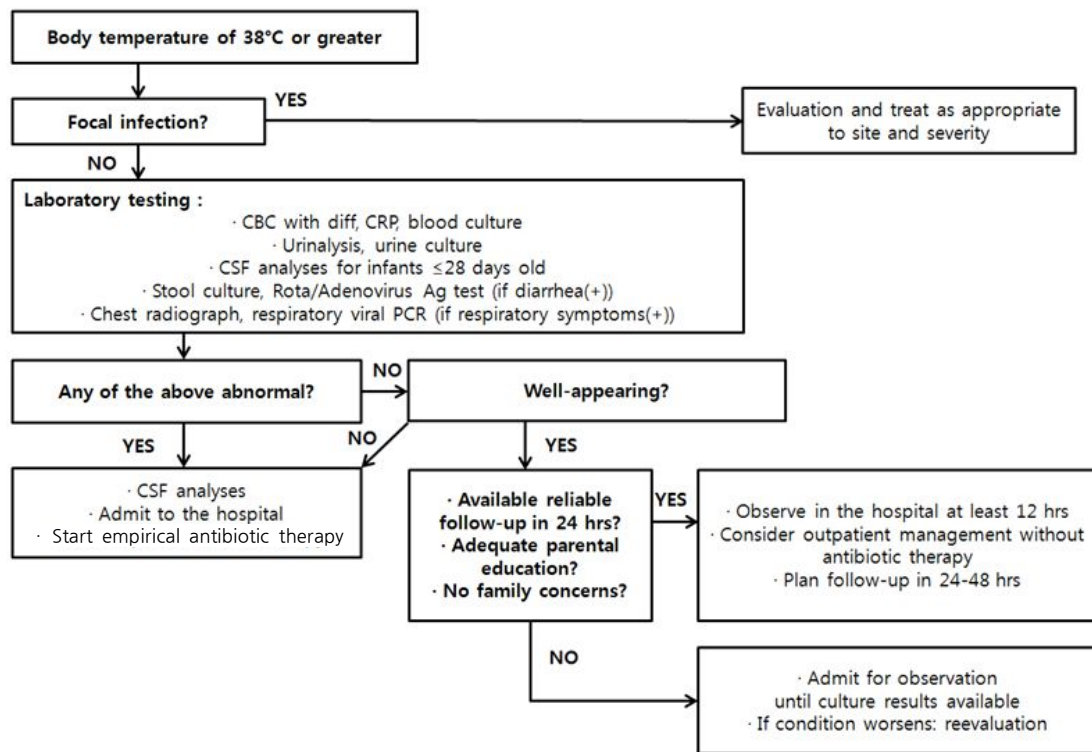 Body temperature of 38°C or greater
Focal infection?
YES
Evaluation and treat as appropriate
to site and severity
NO
Laboratory testing :
· CBC with diff, CRP, blood culture
· Urinalysis, urine culture
· CSF analyses for infants ≤28 days old
· Stool culture, Rota/Adenovirus Ag test (if diarrhea(+))
· Chest radiograph, respiratory viral PCR (if respiratory symptoms(+))
Any of the above abnormal?
NO
Well-appearing?
YES
NO
YES
· CSF analyses
· Admit to the hospital
· Start empirical antibiotic therapy
· Available reliable
follow-up in 24 hrs?
· Adequate parental
education?
· No family concerns?
YES
· Observe in the hospital at least 12 hrs
· Consider outpatient management without
antibiotic therapy
· Plan follow-up in 24-48 hrs
NO
· Admit for observation
until culture results available
· If condition worsens: reevaluation